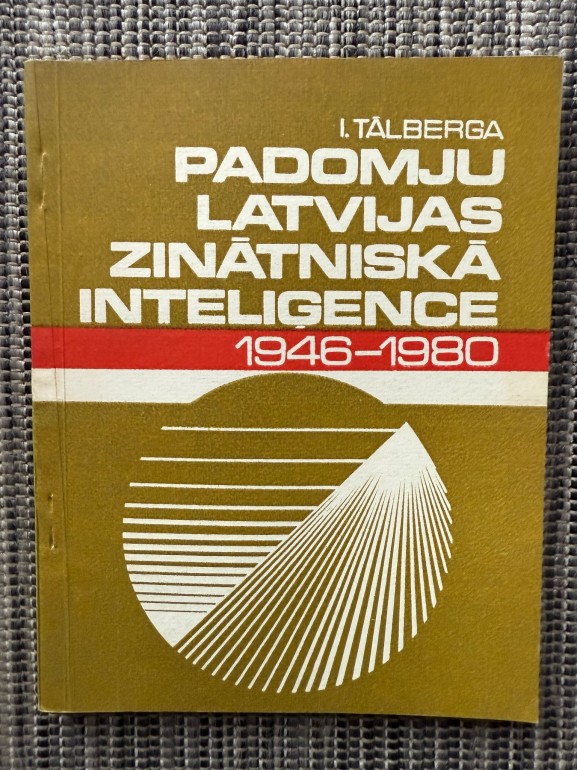 I. TĀLBERGA
PADOMJU
LATVIJAS
ZINĀTNISKĀ
INTELIĢENCE
1946–1980